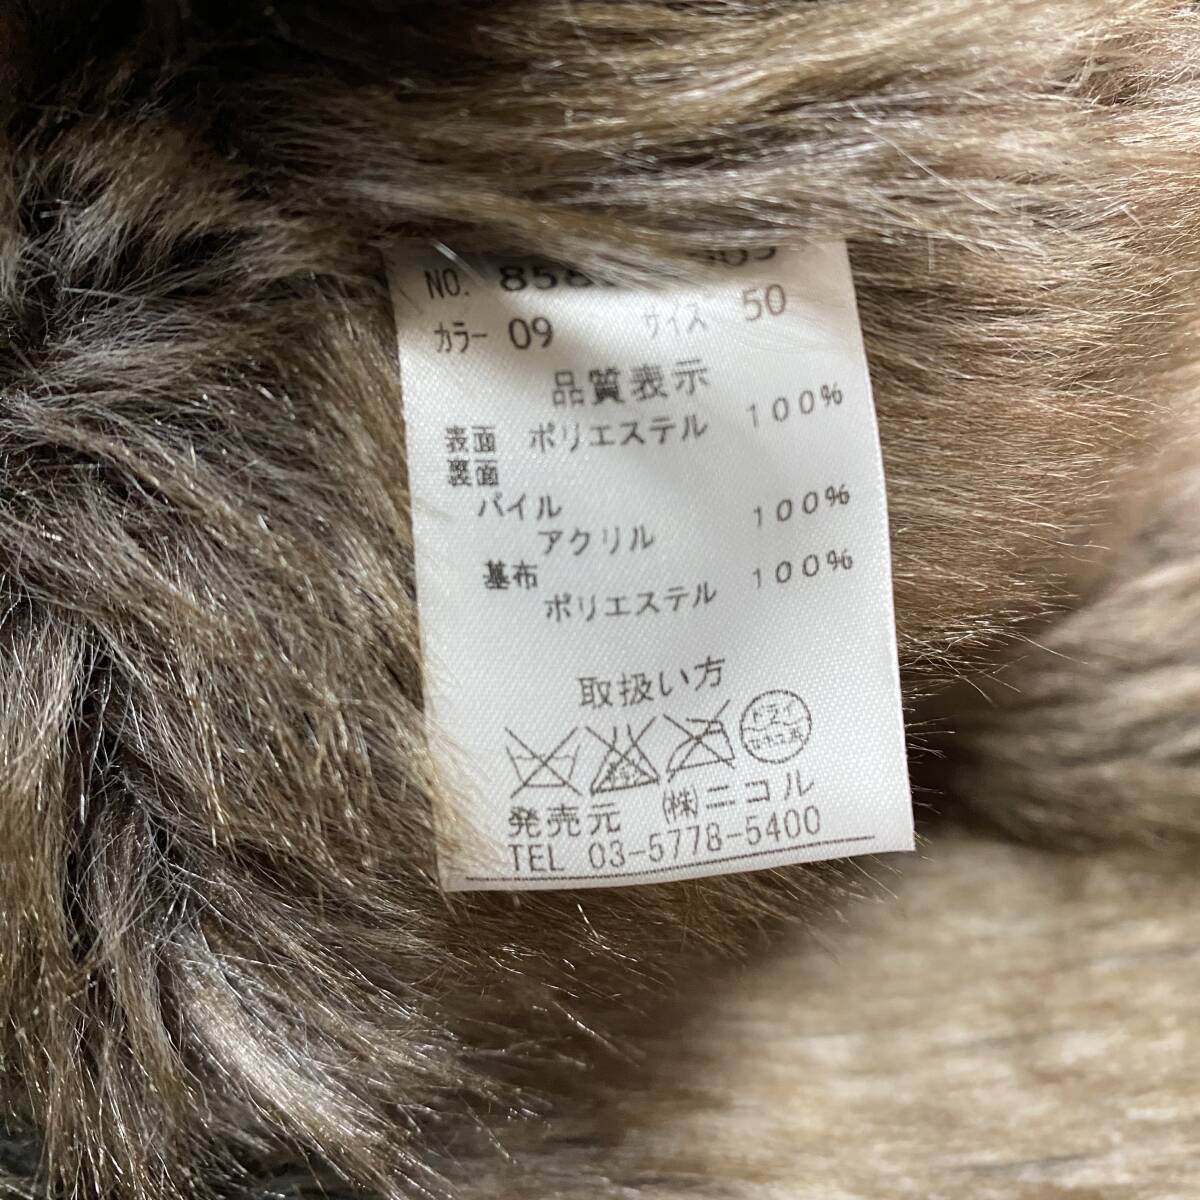 NO. 858
カラー 09 サイズ 50
品質表示
表面 ポリエステル 100%
裏面
パイル
アクリル 100%
基布
ポリエステル 100%
取扱い方
ドライ
発売元 ㈱ニコル
TEL 03-5778-5400